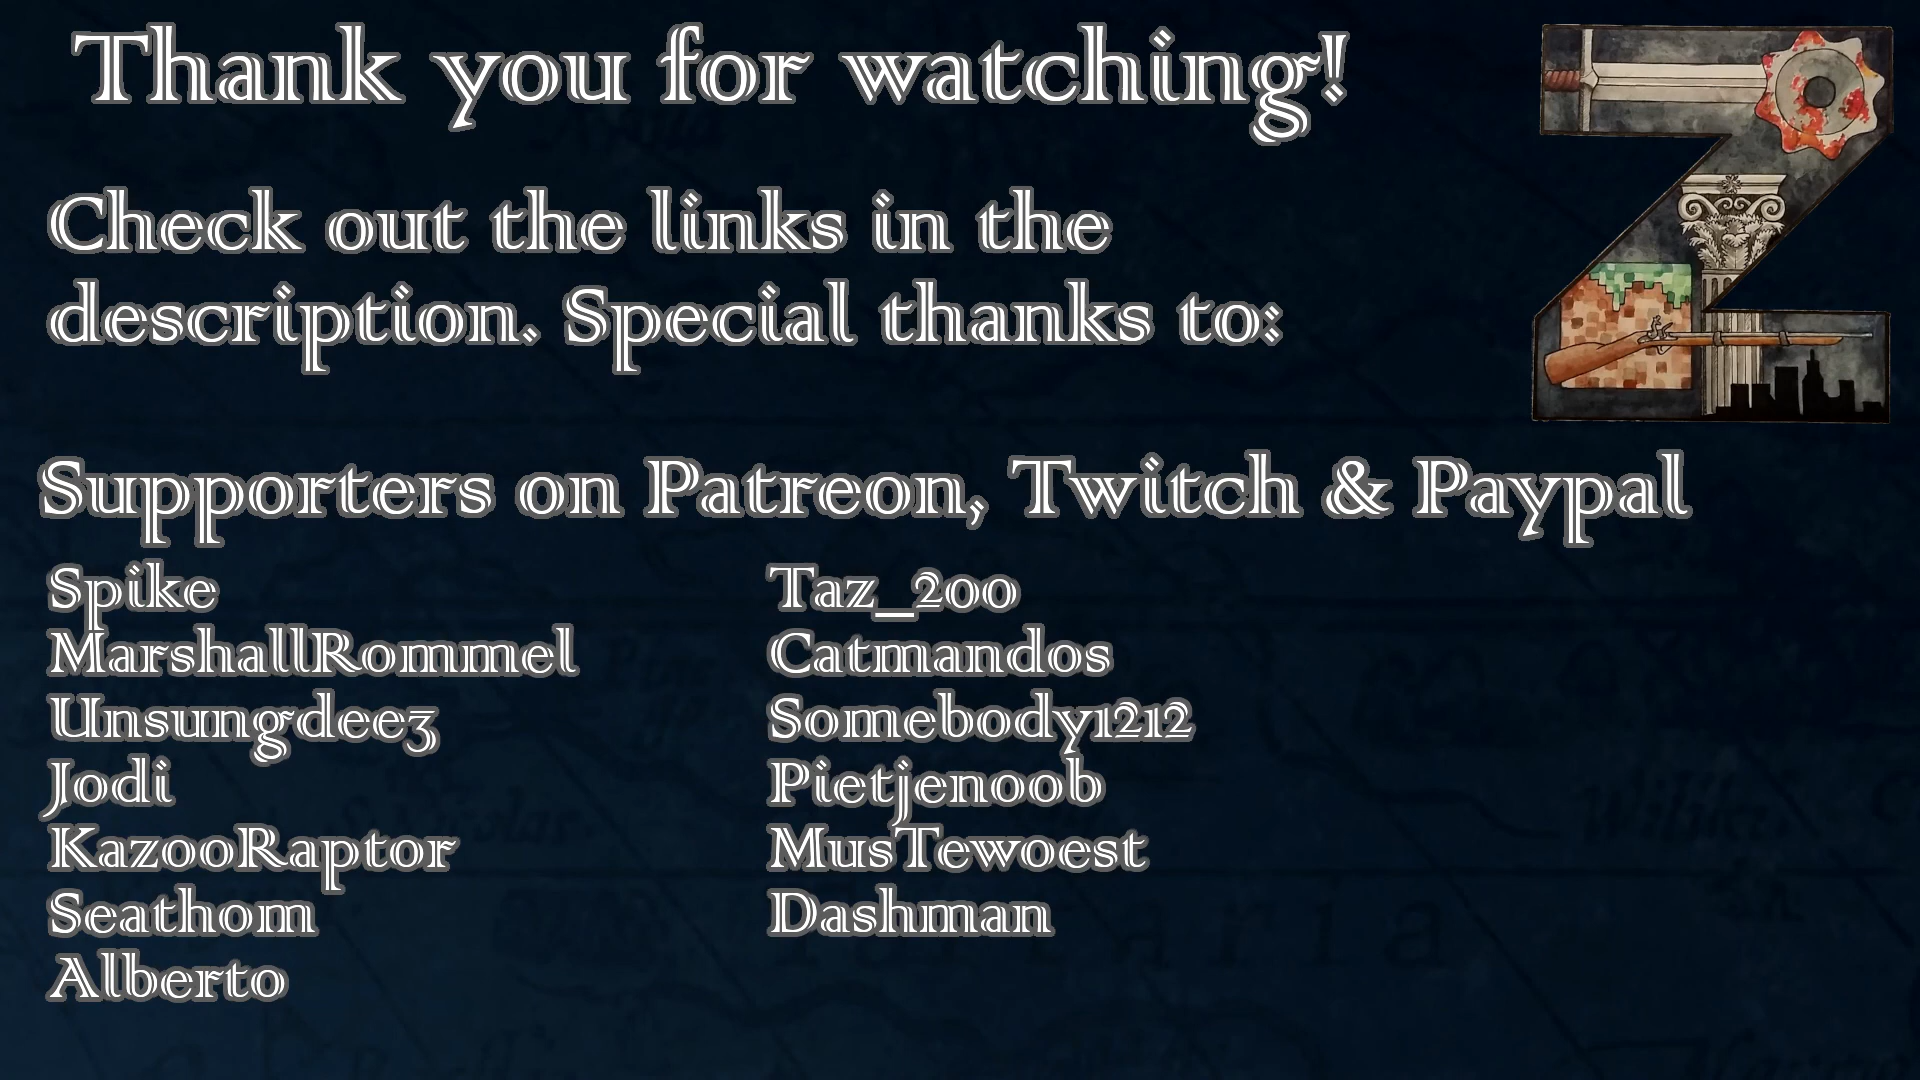 Thank you for watching!
Check out the links in the
description. Special thanks to:
Supporters on Patreon, Twitch & Paypal
Spike
MarshallRommel
Unsungdee3
Jodi
KazooRaptor
Seathom
Alberto
Taz_200
Catmandos
Somebody1212
Pietjenoob
MusTewoest
Dashman